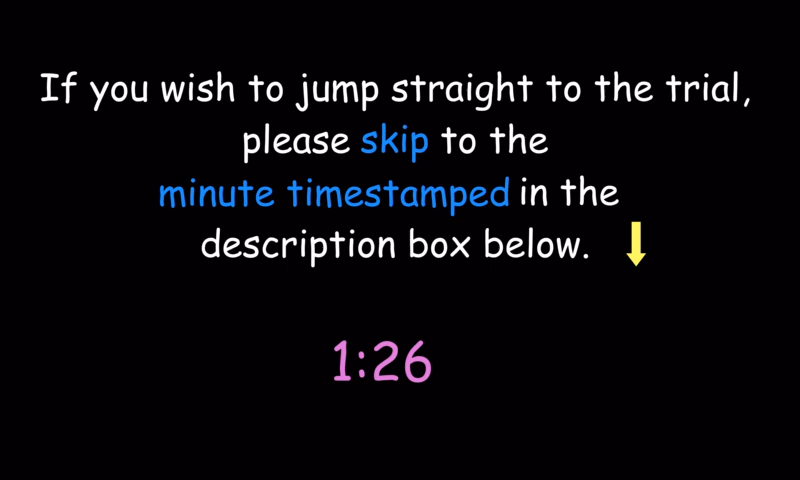 If you wish to jump straight to the trial,
please skip to the
minute timestamped in the
description box below.
1:26